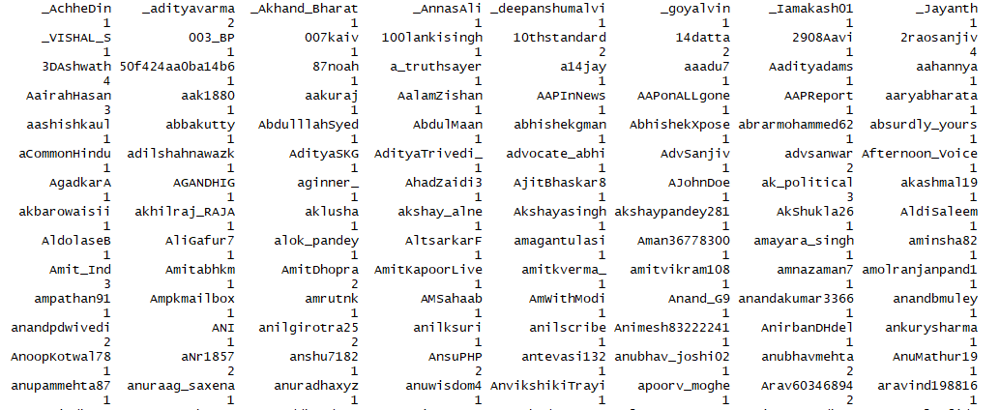 _AchheDin _adityavarma _Akhand_Bharat _AnnasAli _deepanshumalvi _goyalvin _Iamakash01 _Jayanth
1 2 1 1 1 1 1 1
_VISHAL_S 003_BP 007kaiv 100lankisingh 10thstandard 14datta 2908Aavi 2raosanjiv
1 1 1 1 2 2 1 4
3DAshwath 50f424aa0ba14b6 87noah a_truthsayer a14jay aaadu7 Aadityadams aahannya
4 1 1 1 1 1 1 1
AairahHasan aak1880 aakuraj AalamZishan AAPInNews AAPonALLgone AAPReport aaryabharata
3 1 1 1 1 1 1 1
aashishkaul abbakutty AbdulllahSyed AbdulMaan abhishekgman AbhishekXpose abrarmohammed62 absurdly_yours
1 1 1 1 1 1 1 1
aCommonHindu adilshahnawazk AdityaSKG AdityaTrivedi_ advocate_abhi AdvSanjiv advsanwar Afternoon_Voice
1 1 1 1 1 1 2 1
AgadkarA AGANDHIG aginner_ AhadZaidi3 AjitBhaskar8 AJohnDoe ak_political akashmal19
1 1 1 1 1 1 3 1
akbarowaisii akhilraj_RAJA aklusha akshay_alne Akshayasingh akshaypandey281 AkShukla26 AldiSaleem
1 1 1 1 1 1 1 1
AldolaseB AliGafur7 alok_pandey AltsarkarF amagantulasi Aman36778300 amayara_singh aminsha82
1 1 1 1 1 1 1 1
Amit_Ind Amitabhkm AmitDhopra AmitKapoorLive amitkverma_ amitvikram108 amnazaman7 amolranjanpand1
3 1 2 1 1 1 1 1
ampathan91 Ampkmailbox amrutnk AMSahaab AmWithModi Anand_G9 anandakumar3366 anandbmuley
1 1 1 1 1 1 1 1
anandpdwivedi ANI anilgirotra25 anilksuri anilscribe Animesh83222241 AnirbanDHdel ankurysharma
2 1 2 1 1 1 1 1
AnoopKotwal78 aNr1857 anshu7182 AnsuPHP antevasi132 anubhav_joshi02 anubhavmehta AnuMathur19
1 2 1 2 1 1 2 1
anupammehta87 anuraag_saxena anuradhaxyz anuwisdom4 AnvikshikiTrayi apoorv_moghe Arav60346894 aravind198816
1 1 1 1 1 1 2 1